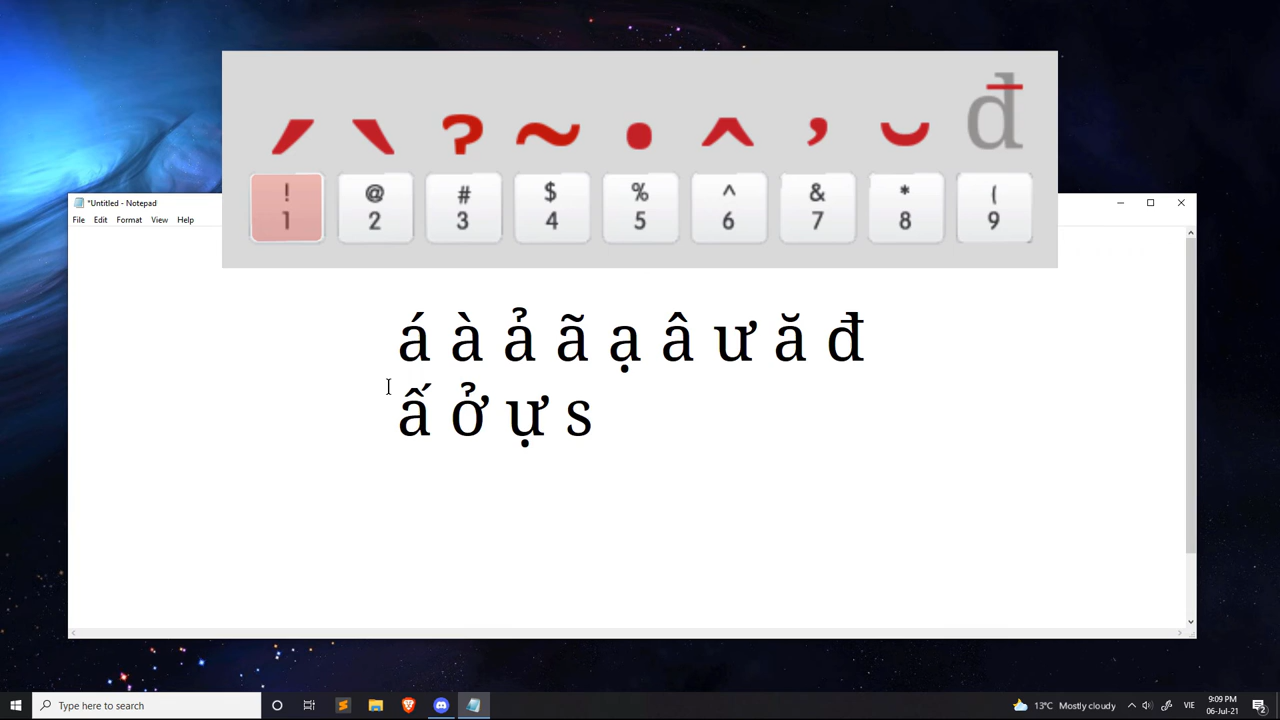 đ
! @ # $ % ^ & * (
1 2 3 4 5 6 7 8 9
*Untitled - Notepad
File Edit Format View Help
á à ả ã ạ â ư ă đ
ấ ở ự s
Type here to search
13°C Mostly cloudy
VIE
9:09 PM
06-Jul-21
2